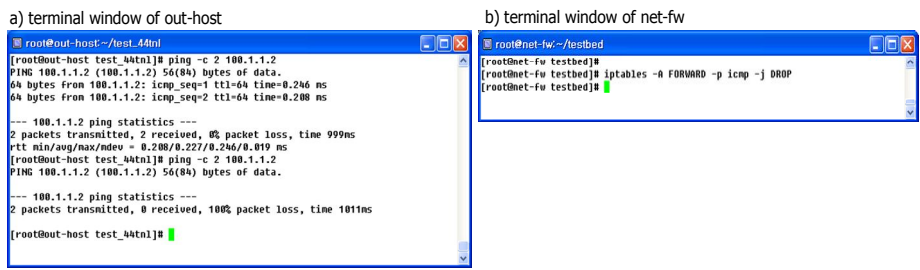 a) terminal window of out-host
root@out-host:~/test_44tnl
[root@out-host test_44tnl]# ping -c 2 100.1.1.2
PING 100.1.1.2 (100.1.1.2) 56(84) bytes of data.
64 bytes from 100.1.1.2: icmp_seq=1 ttl=64 time=0.246 ms
64 bytes from 100.1.1.2: icmp_seq=2 ttl=64 time=0.208 ms
--- 100.1.1.2 ping statistics ---
2 packets transmitted, 2 received, 0% packet loss, time 999ms
rtt min/avg/max/mdev = 0.208/0.227/0.246/0.019 ms
[root@out-host test_44tnl]# ping -c 2 100.1.1.2
PING 100.1.1.2 (100.1.1.2) 56(84) bytes of data.
--- 100.1.1.2 ping statistics ---
2 packets transmitted, 0 received, 100% packet loss, time 1011ms
[root@out-host test_44tnl]#
b) terminal window of net-fw
root@net-fw:~/testbed
[root@net-fw testbed]#
[root@net-fw testbed]# iptables -A FORWARD -p icmp -j DROP
[root@net-fw testbed]#